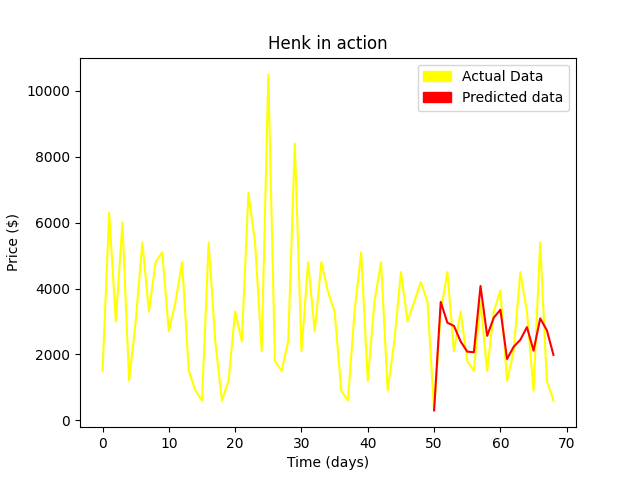 Henk in action
Actual Data
Predicted data
Price ($)
10000
8000
6000
4000
2000
0
0 10 20 30 40 50 60 70
Time (days)